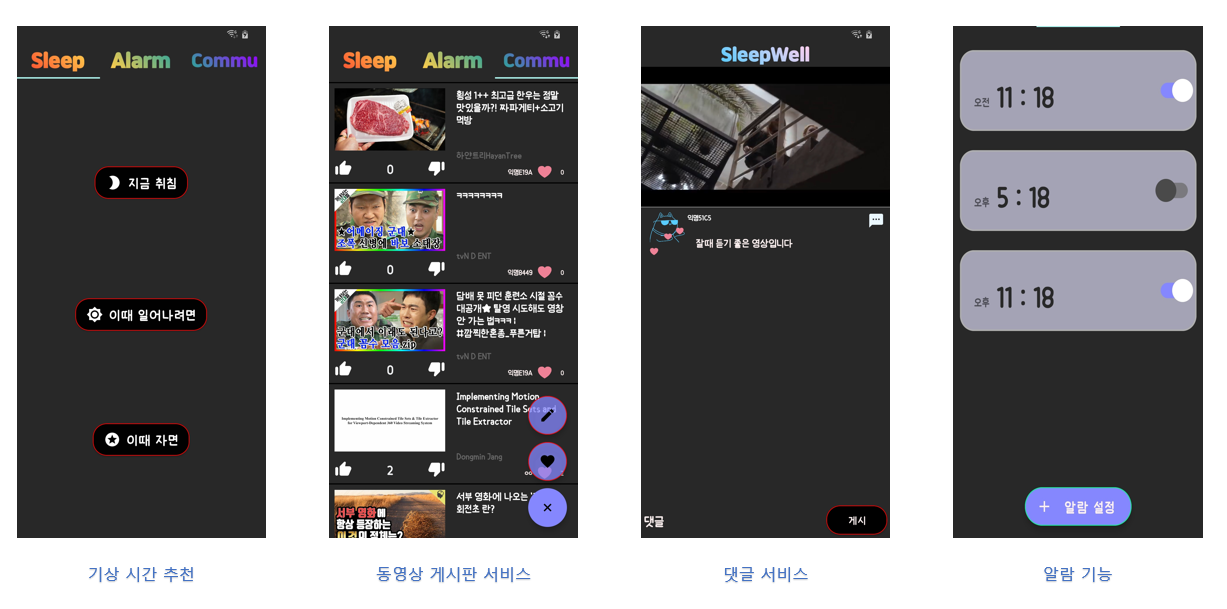 Sleep Alarm Commu
지금 취침
이때 일어나려면
이때 자면
기상 시간 추천
Sleep Alarm Commu
횡성 1++ 최고급 한우는 정말
맛있을까?! 짜파게티+소고기
먹방
하얀트리HayanTree
0
익명E19A
0
ㅋㅋㅋㅋㅋㅋㅋㅋ
★어메이징 군대★
조폭 신병에 바보 소대장
tvN D ENT
0
익명8449
0
담배 못 피던 훈련소 시절 꼼수
대공개★ 탈영 시도해도 영창
안 가는 법ㅋㅋㅋ ;
#깜찍한혼종_푸른거탑 ;
군대에서 이래도 된다고?
군대 꼼수 모음.zip
tvN D ENT
0
익명E19A
0
Implementing Motion
Constrained Tile Sets and
Tile Extractor
Implementing Motion Constrained Tile Sets & Tile Extractor
for Viewport-Dependent 360 Video Streaming System
Dongmin Jang
2
서부 영화에 나오는
회전초 란?
서부 영화에
항상 등장하는
이것의 정체는?
동영상 게시판 서비스
SleepWell
익명51C5
잘때 듣기 좋은 영상입니다
댓글
게시
댓글 서비스
오전 11 : 18
오후 5 : 18
오후 11 : 18
+ 알람 설정
알람 기능